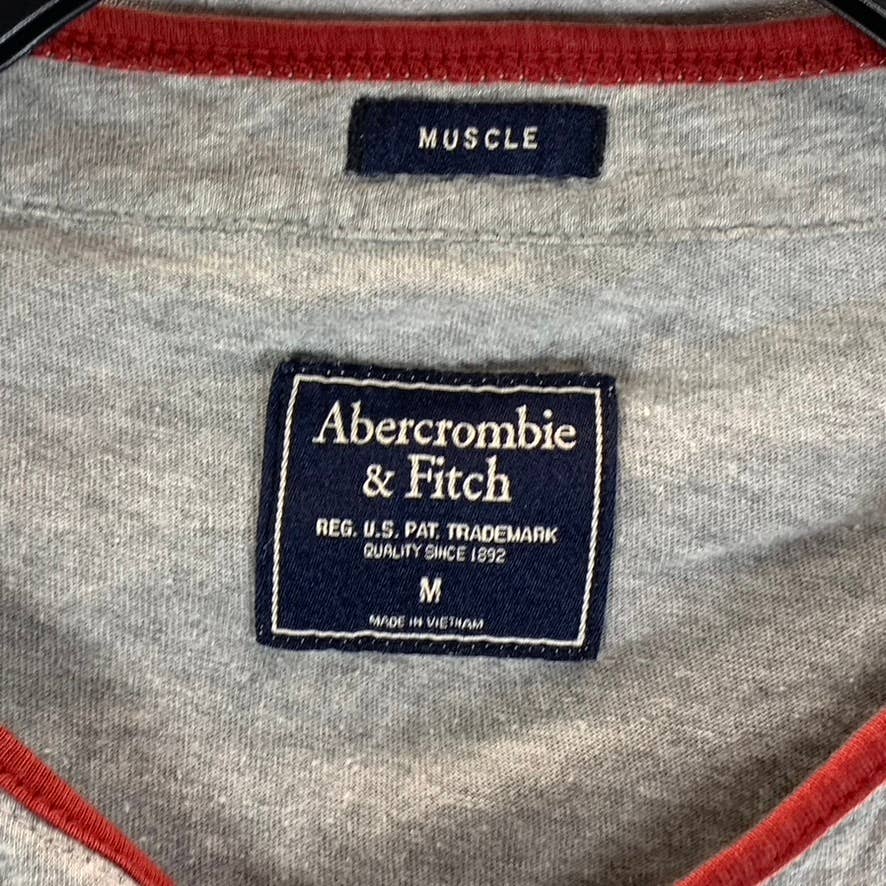 MUSCLE
Abercrombie
& Fitch
REG. U.S. PAT. TRADEMARK
QUALITY SINCE 1892
M
MADE IN VIETNAM